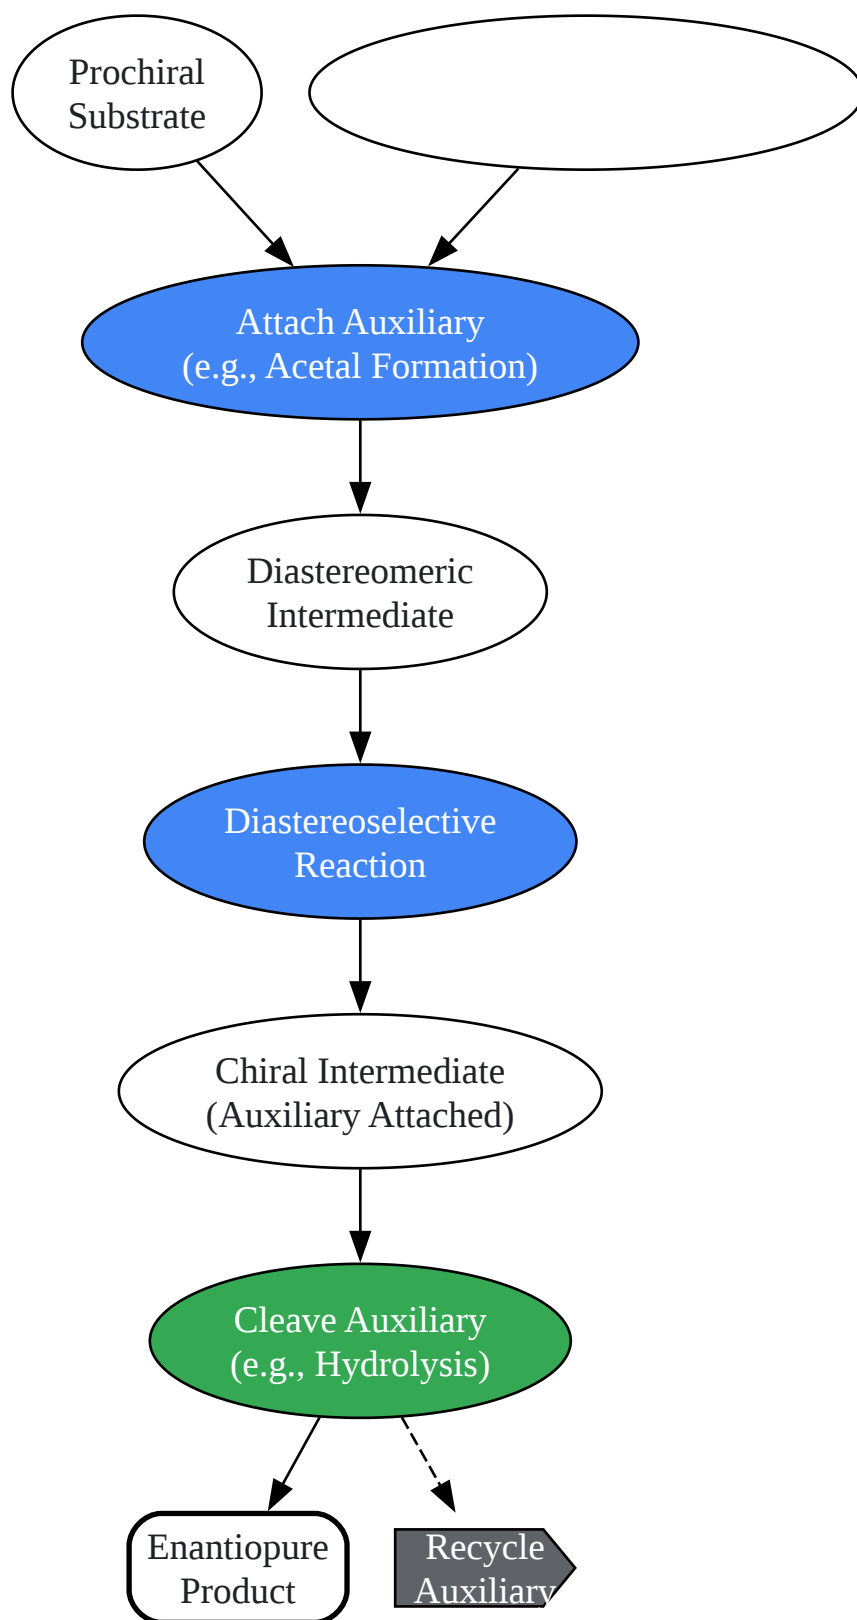 Prochiral
Substrate
Attach Auxiliary
(e.g., Acetal Formation)
Diastereomeric
Intermediate
Diastereoselective
Reaction
Chiral Intermediate
(Auxiliary Attached)
Cleave Auxiliary
(e.g., Hydrolysis)
Enantiopure
Product
Recycle
Auxiliary